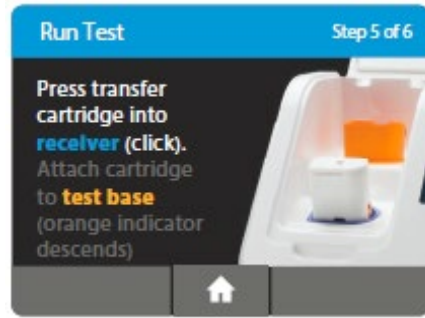 Run Test
Step 5 of 6
Press transfer
cartridge into
receiver (click).
Attach cartridge
to test base
(orange indicator
descends)